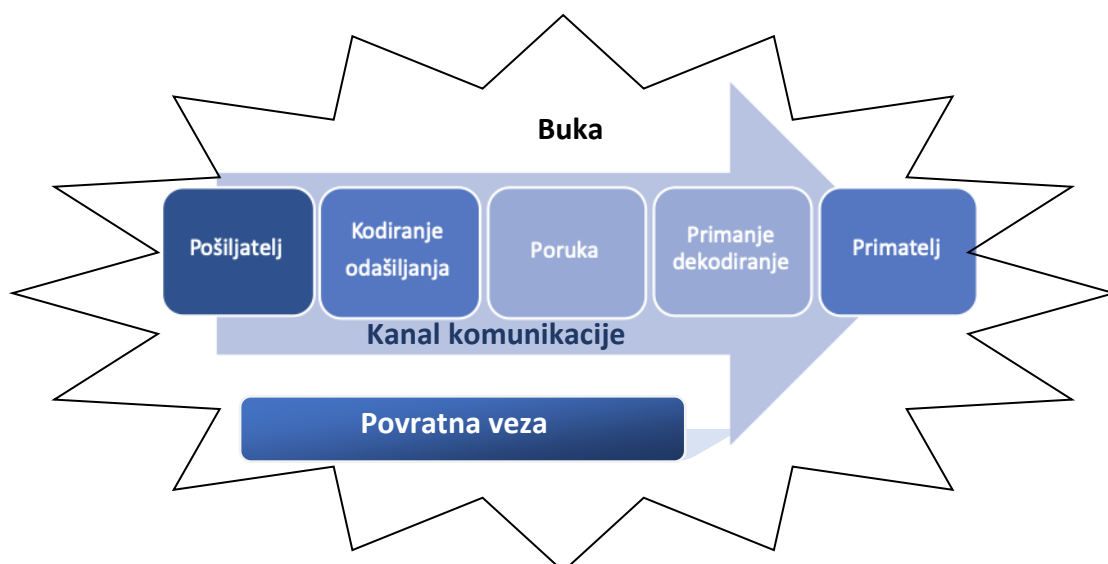 Buka
Pošiljatelj
Kodiranje
odašiljanja
Poruka
Primanje
dekodiranje
Primatelj
Kanal komunikacije
Povratna veza